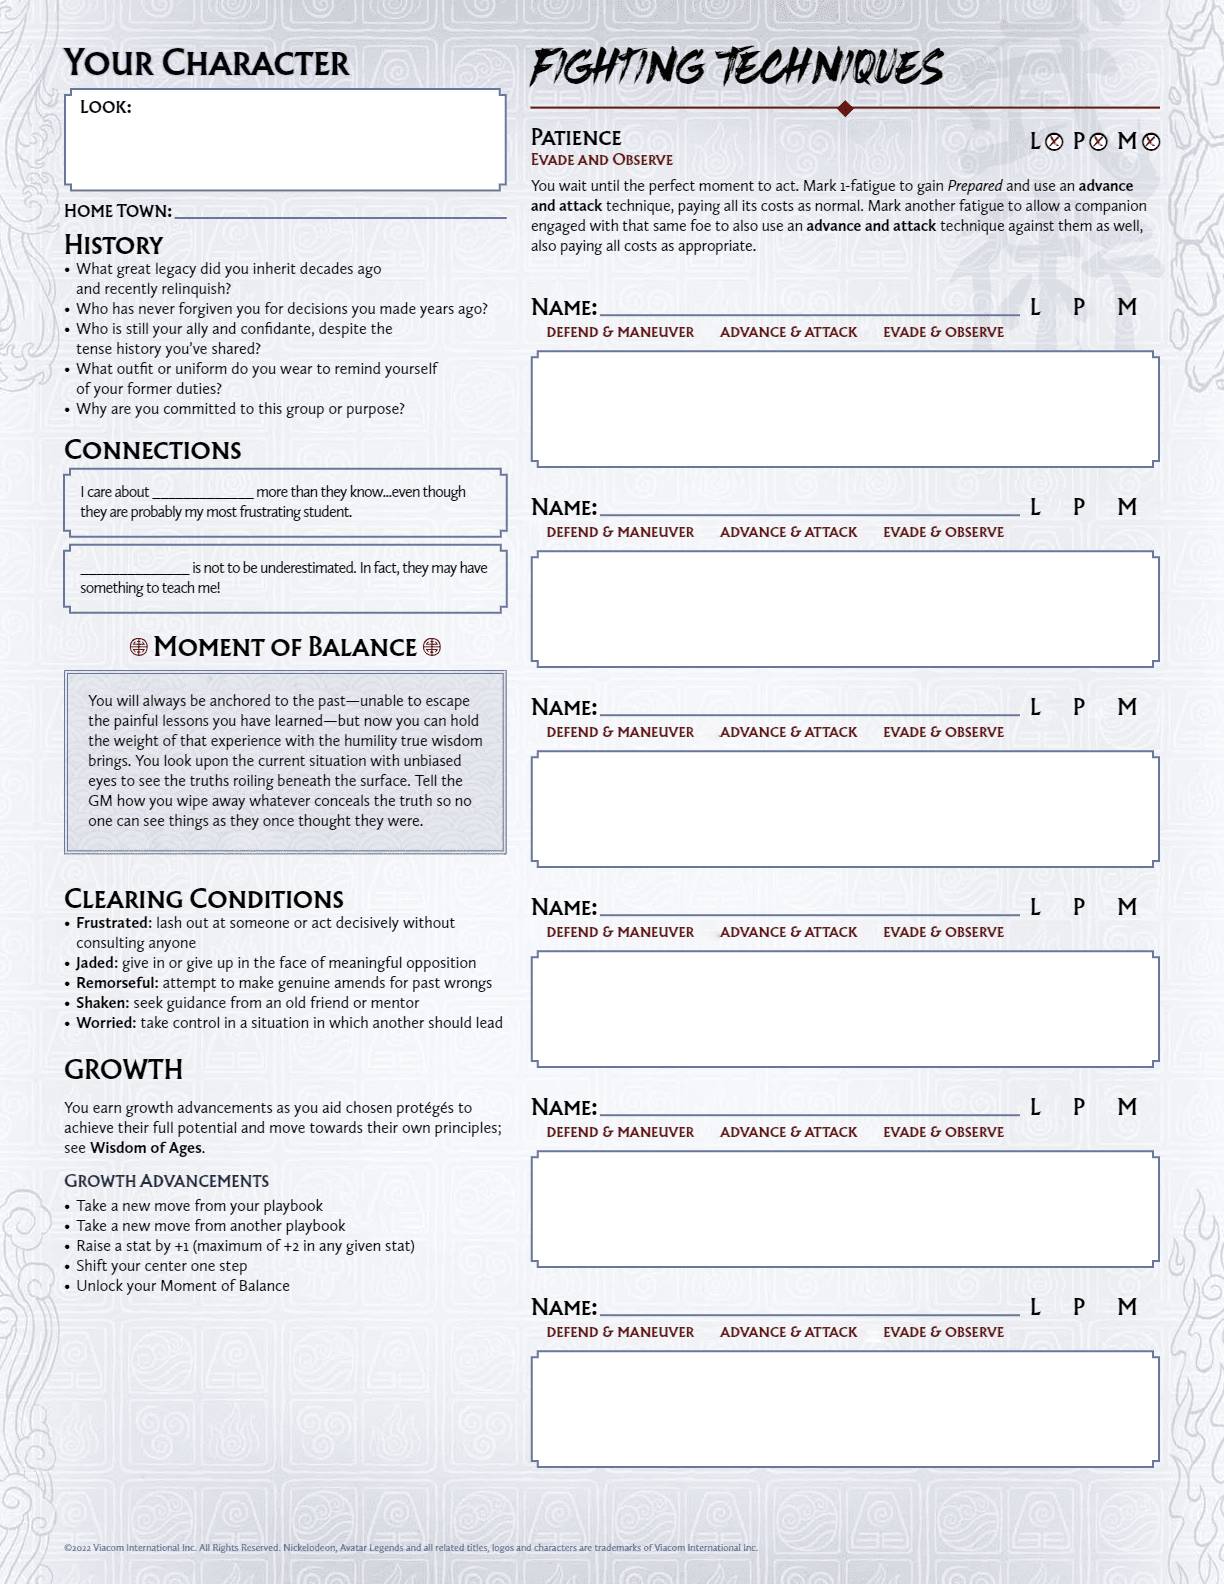 Your Character
Look:
Home Town:
History
• What great legacy did you inherit decades ago
and recently relinquish?
• Who has never forgiven you for decisions you made years ago?
• Who is still your ally and confidante, despite the
tense history you've shared?
• What outfit or uniform do you wear to remind yourself
of your former duties?
• Why are you committed to this group or purpose?
Connections
I care about _____________ more than they know...even though
they are probably my most frustrating student.
______________ is not to be underestimated. In fact, they may have
something to teach me!
Moment of Balance
You will always be anchored to the past—unable to escape
the painful lessons you have learned—but now you can hold
the weight of that experience with the humility true wisdom
brings. You look upon the current situation with unbiased
eyes to see the truths roiling beneath the surface. Tell the
GM how you wipe away whatever conceals the truth so no
one can see things as they once thought they were.
Clearing Conditions
• Frustrated: lash out at someone or act decisively without
consulting anyone
• Jaded: give in or give up in the face of meaningful opposition
• Remorseful: attempt to make genuine amends for past wrongs
• Shaken: seek guidance from an old friend or mentor
• Worried: take control in a situation in which another should lead
GROWTH
You earn growth advancements as you aid chosen protégés to
achieve their full potential and move towards their own principles;
see Wisdom of Ages.
Growth Advancements
• Take a new move from your playbook
• Take a new move from another playbook
• Raise a stat by +1 (maximum of +2 in any given stat)
• Shift your center one step
• Unlock your Moment of Balance
Fighting Techniques
武術
Patience L P M
Evade and Observe
You wait until the perfect moment to act. Mark 1-fatigue to gain Prepared and use an advance
and attack technique, paying all its costs as normal. Mark another fatigue to allow a companion
engaged with that same foe to also use an advance and attack technique against them as well,
also paying all costs as appropriate.
Name: L P M
DEFEND & MANEUVER ADVANCE & ATTACK EVADE & OBSERVE
Name: L P M
DEFEND & MANEUVER ADVANCE & ATTACK EVADE & OBSERVE
Name: L P M
DEFEND & MANEUVER ADVANCE & ATTACK EVADE & OBSERVE
Name: L P M
DEFEND & MANEUVER ADVANCE & ATTACK EVADE & OBSERVE
Name: L P M
DEFEND & MANEUVER ADVANCE & ATTACK EVADE & OBSERVE
Name: L P M
DEFEND & MANEUVER ADVANCE & ATTACK EVADE & OBSERVE
©2022 Viacom International Inc. All Rights Reserved. Nickelodeon, Avatar Legends and all related titles, logos and characters are trademarks of Viacom International Inc.